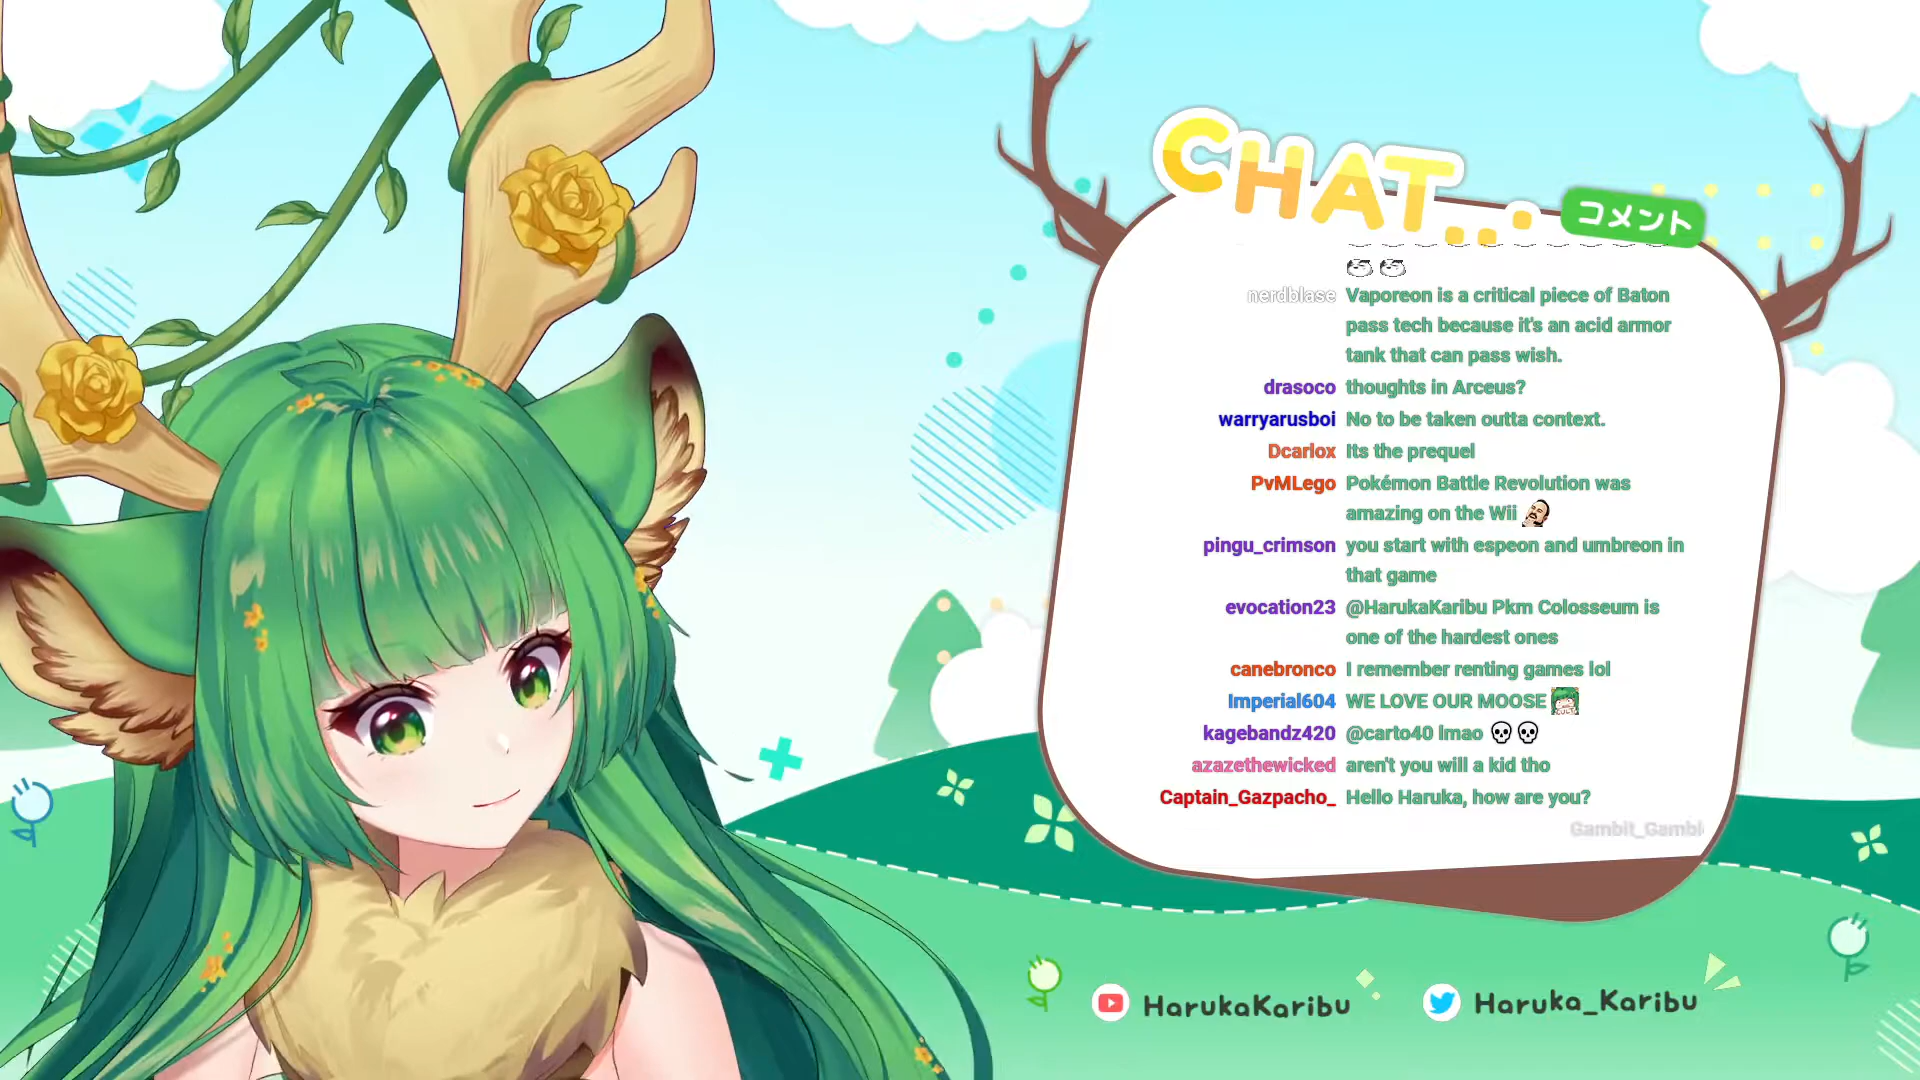 CHAT...
コメント
nerdblase Vaporeon is a critical piece of Baton
pass tech because it's an acid armor
tank that can pass wish.
drasoco thoughts in Arceus?
warryarusboi No to be taken outta context.
Dcarlox Its the prequel
PvMLego Pokémon Battle Revolution was
amazing on the Wii
pingu_crimson you start with espeon and umbreon in
that game
evocation23 @HarukaKaribu Pkm Colosseum is
one of the hardest ones
canebronco I remember renting games lol
Imperial604 WE LOVE OUR MOOSE
kagebandz420 @carto40 lmao 💀💀
azazethewicked aren't you will a kid tho
Captain_Gazpacho_ Hello Haruka, how are you?
Gambit_Gambl
HarukaKaribu
Haruka_Karibu